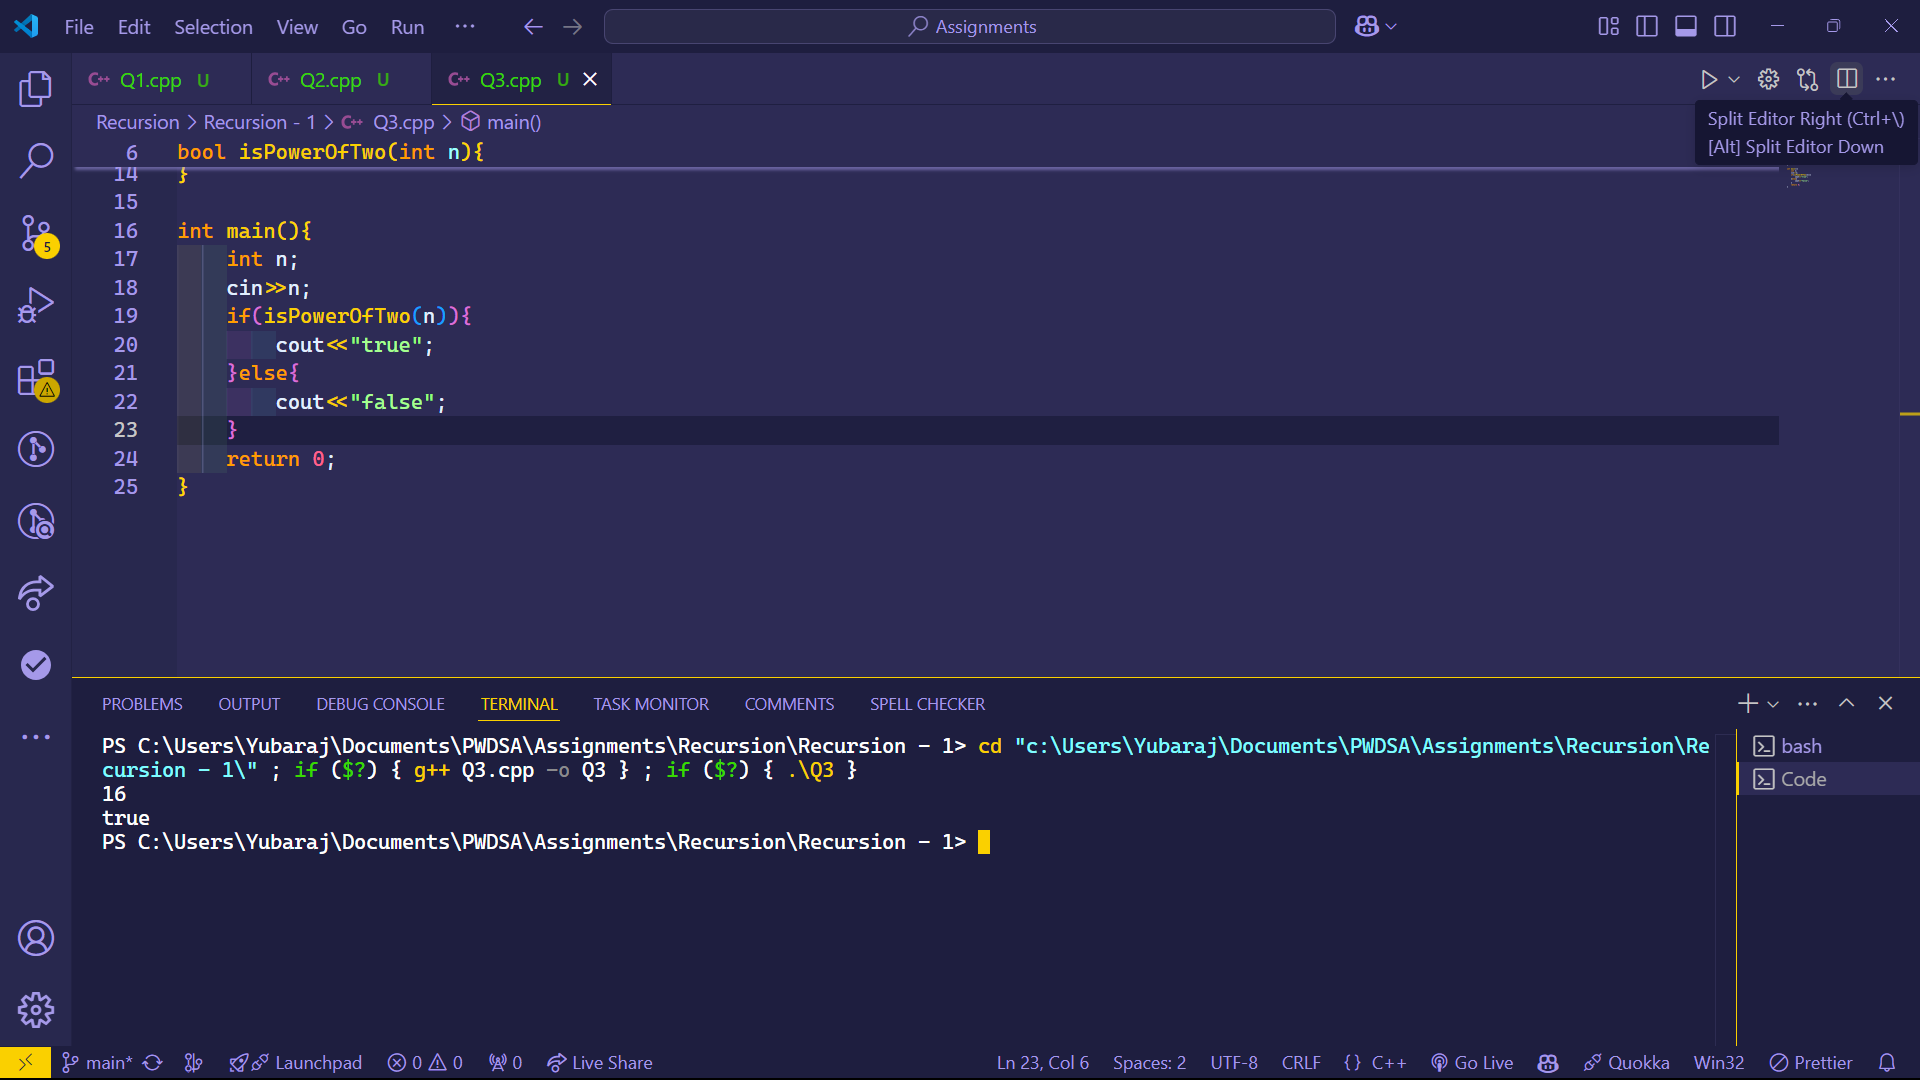 File Edit Selection View Go Run ··· Assignments
Q1.cpp U Q2.cpp U Q3.cpp U
Recursion > Recursion - 1 > Q3.cpp > main()
Split Editor Right (Ctrl+\)
[Alt] Split Editor Down
6 bool isPowerOfTwo(int n){
14 }
15
16 int main(){
17 int n;
18 cin>>n;
19 if(isPowerOfTwo(n)){
20 cout<<"true";
21 }else{
22 cout<<"false";
23 }
24 return 0;
25 }
5
PROBLEMS OUTPUT DEBUG CONSOLE TERMINAL TASK MONITOR COMMENTS SPELL CHECKER
PS C:\Users\Yubaraj\Documents\PWDSA\Assignments\Recursion\Recursion - 1> cd "c:\Users\Yubaraj\Documents\PWDSA\Assignments\Recursion\Re
cursion - 1\" ; if ($?) { g++ Q3.cpp -o Q3 } ; if ($?) { .\Q3 }
16
true
PS C:\Users\Yubaraj\Documents\PWDSA\Assignments\Recursion\Recursion - 1>
bash
Code
main* Launchpad 0 0 0 Live Share Ln 23, Col 6 Spaces: 2 UTF-8 CRLF {} C++ Go Live Quokka Win32 Prettier